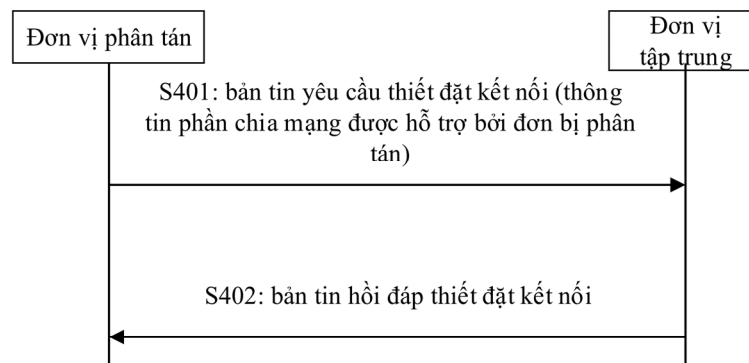 Đơn vị phân tán
Đơn vị
tập trung
S401: bản tin yêu cầu thiết đặt kết nối (thông
tin phần chia mạng được hỗ trợ bởi đơn bị phân
tán)
S402: bản tin hồi đáp thiết đặt kết nối